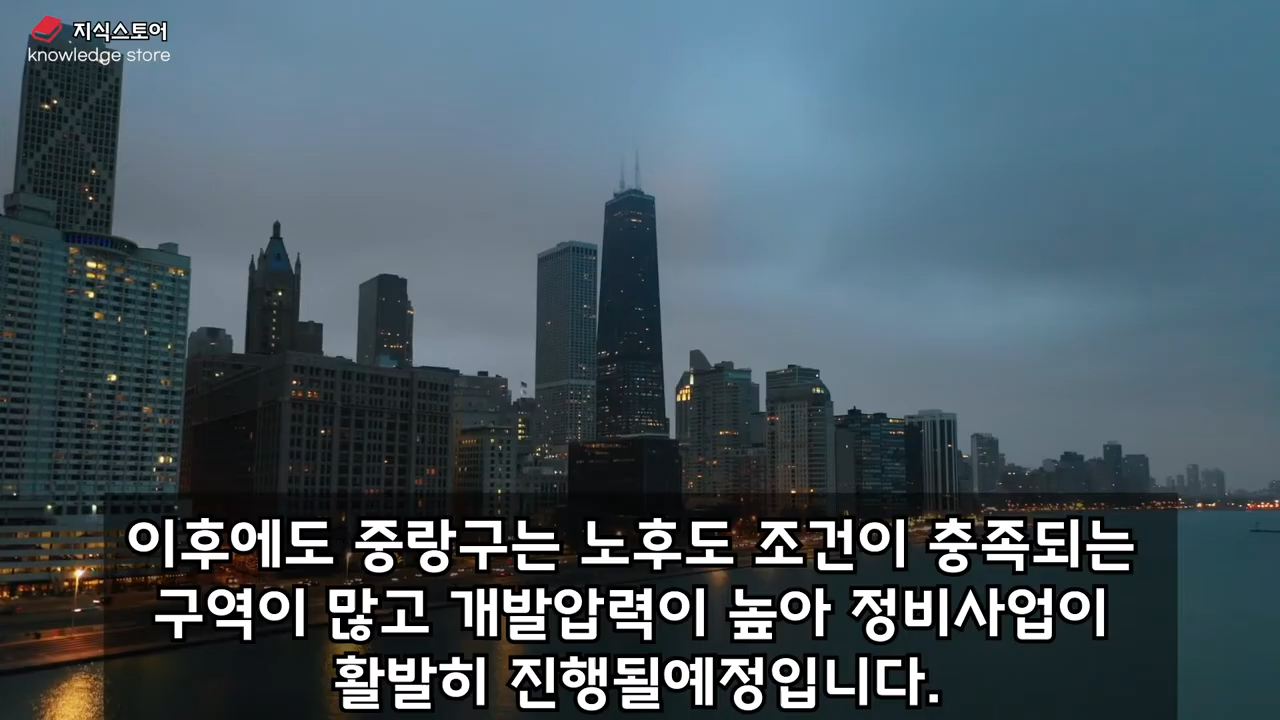 지식스토어
knowledge store
이후에도 중랑구는 노후도 조건이 충족되는
구역이 많고 개발압력이 높아 정비사업이
활발히 진행될예정입니다.